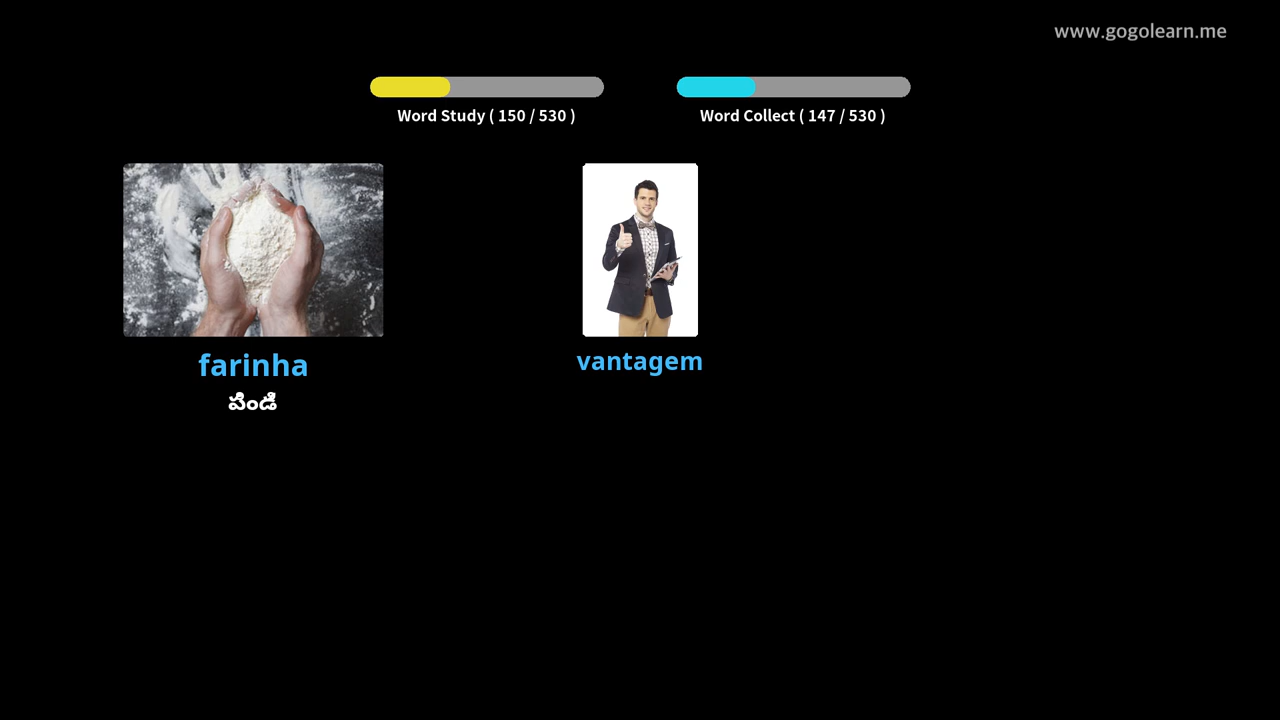 www.gogolearn.me
Word Study ( 150 / 530 )
Word Collect ( 147 / 530 )
farinha
పిండి
vantagem